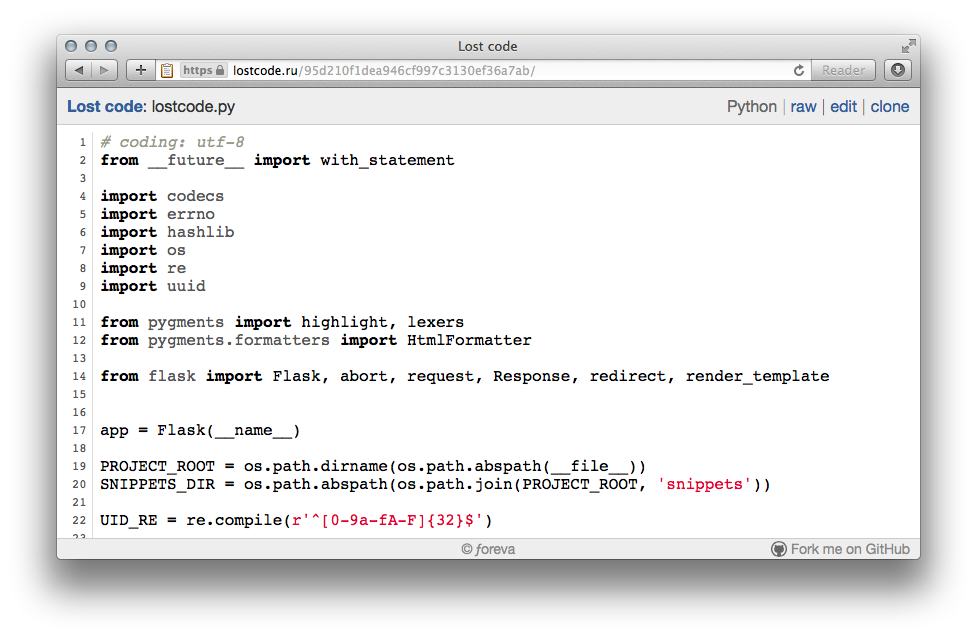 Lost code
https lostcode.ru/95d210f1dea946cf997c3130ef36a7ab/ Reader
Lost code: lostcode.py Python | raw | edit | clone
1 # coding: utf-8
2 from __future__ import with_statement
3
4 import codecs
5 import errno
6 import hashlib
7 import os
8 import re
9 import uuid
10
11 from pygments import highlight, lexers
12 from pygments.formatters import HtmlFormatter
13
14 from flask import Flask, abort, request, Response, redirect, render_template
15
16
17 app = Flask(__name__)
18
19 PROJECT_ROOT = os.path.dirname(os.path.abspath(__file__))
20 SNIPPETS_DIR = os.path.abspath(os.path.join(PROJECT_ROOT, 'snippets'))
21
22 UID_RE = re.compile(r'^[0-9a-fA-F]{32}$')
23
© foreva Fork me on GitHub